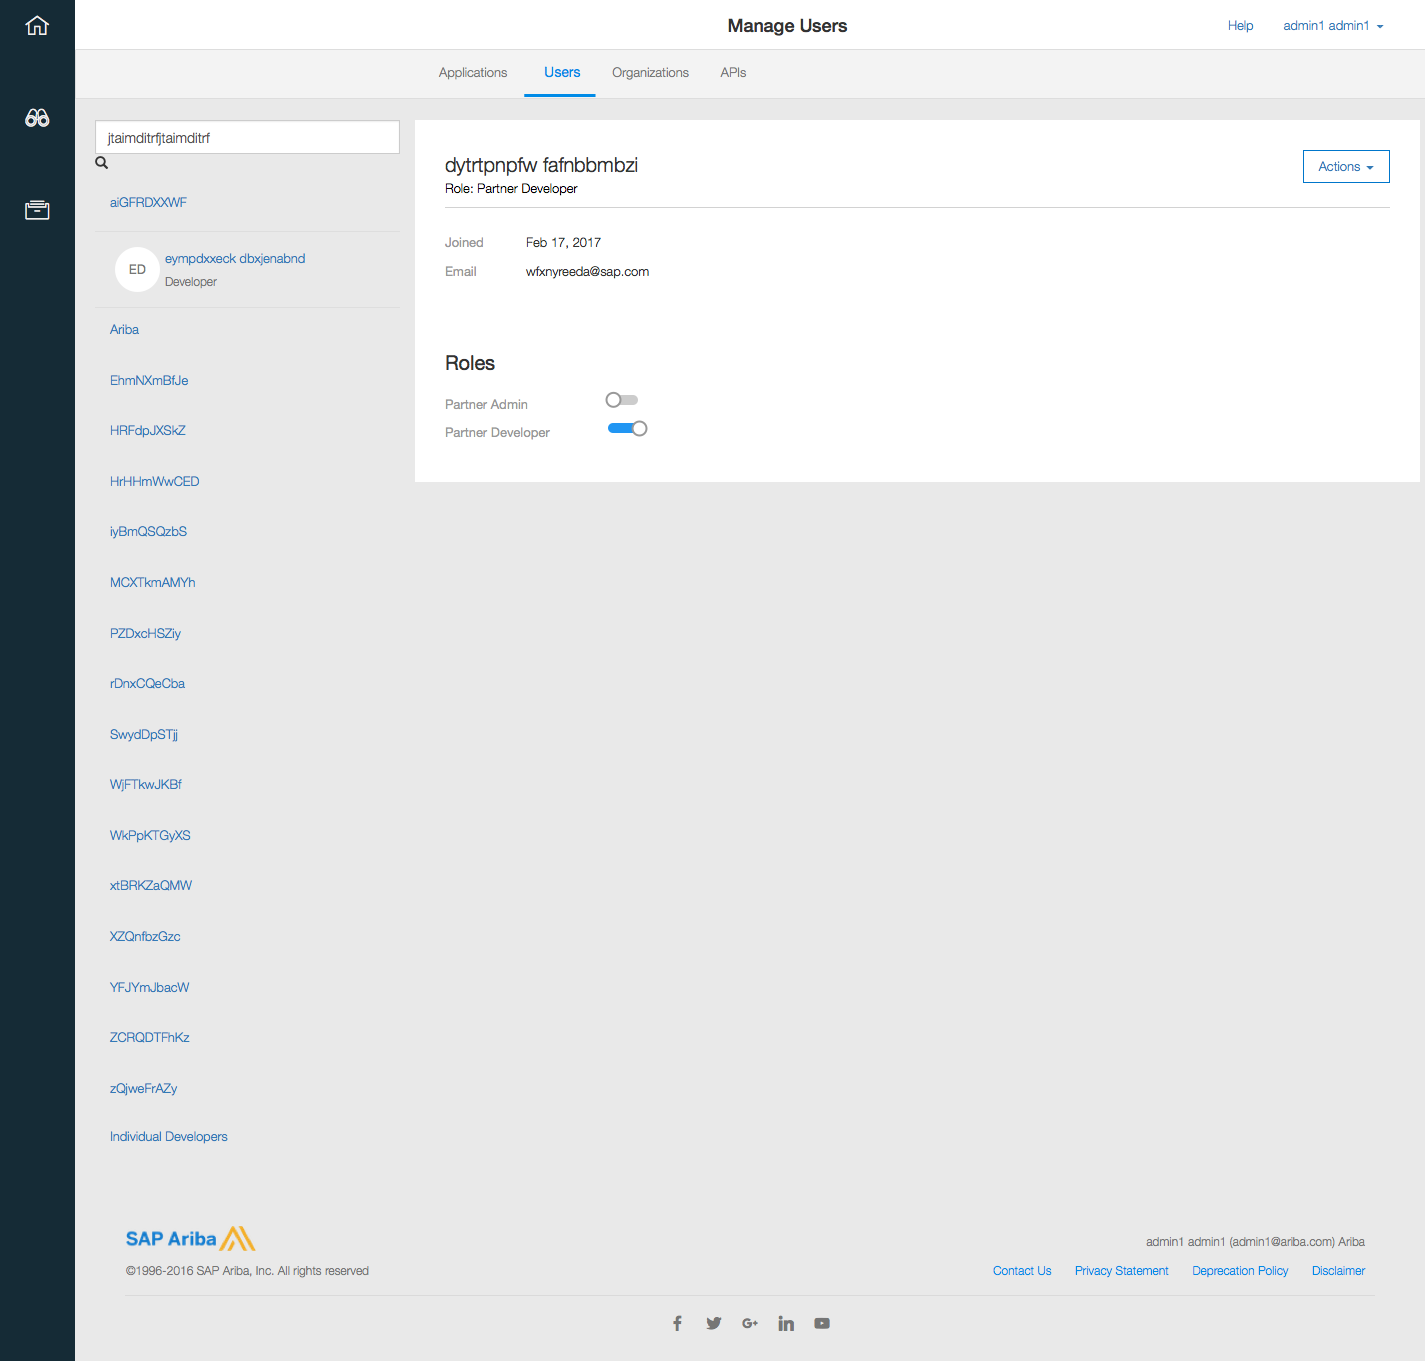 Manage Users
Help
admin1 admin1
Applications
Users
Organizations
APIs
jtaimditrfjtaimditrf
aiGFRDXXWF
ED
eympdxxeck dbxjenabnd
Developer
Ariba
EhmNXmBfJe
HRFdpJXSkZ
HrHHmWwCED
iyBmQSQzbS
MCXTkmAMYh
PZDxcHSZiy
rDnxCQeCba
SwydDpSTjj
WjFTkwJKBf
WkPpKTGyXS
xtBRKZaQMW
XZQnfbzGzc
YFJYmJbacW
ZCRQDTFhKz
zQjweFrAZy
Individual Developers
dytrtpnpfw fafnbbmbzi
Role: Partner Developer
Actions
Joined Feb 17, 2017
Email wfxnyreeda@sap.com
Roles
Partner Admin
Partner Developer
SAP Ariba
©1996-2016 SAP Ariba, Inc. All rights reserved
admin1 admin1 (admin1@ariba.com) Ariba
Contact Us Privacy Statement Deprecation Policy Disclaimer